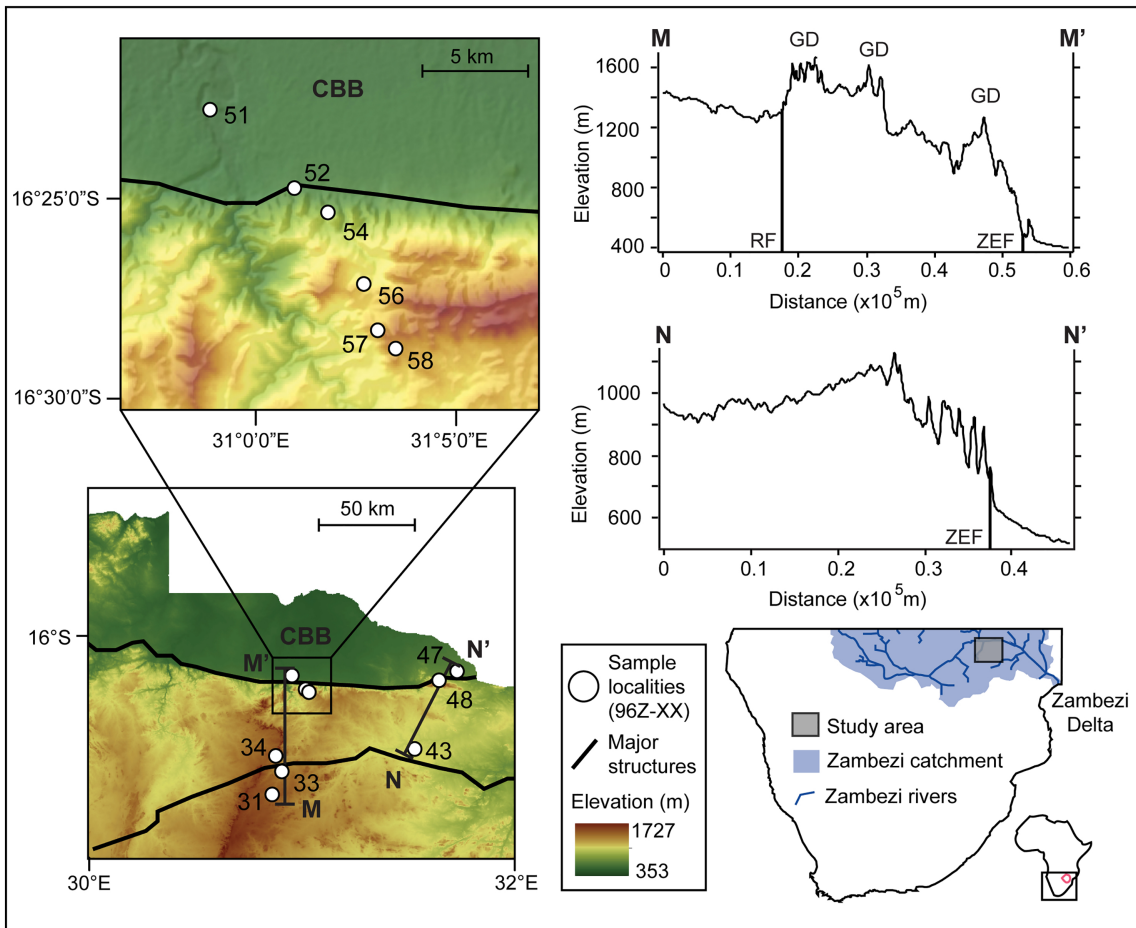 5 km
CBB
51
52
54
56
57
58
16°25'0"S
16°30'0"S
31°0'0"E
31°5'0"E
M
M'
GD
GD
GD
1600
1200
800
400
Elevation (m)
RF
ZEF
0
0.1
0.2
0.3
0.4
0.5
0.6
Distance (x10⁵m)
N
N'
1000
800
600
Elevation (m)
ZEF
0
0.1
0.2
0.3
0.4
Distance (x10⁵m)
50 km
16°S
CBB
M'
N'
47
48
43
34
33
31
N
M
30°E
32°E
Sample
localities
(96Z-XX)
Major
structures
Elevation (m)
1727
353
Zambezi
Delta
Study area
Zambezi catchment
Zambezi rivers